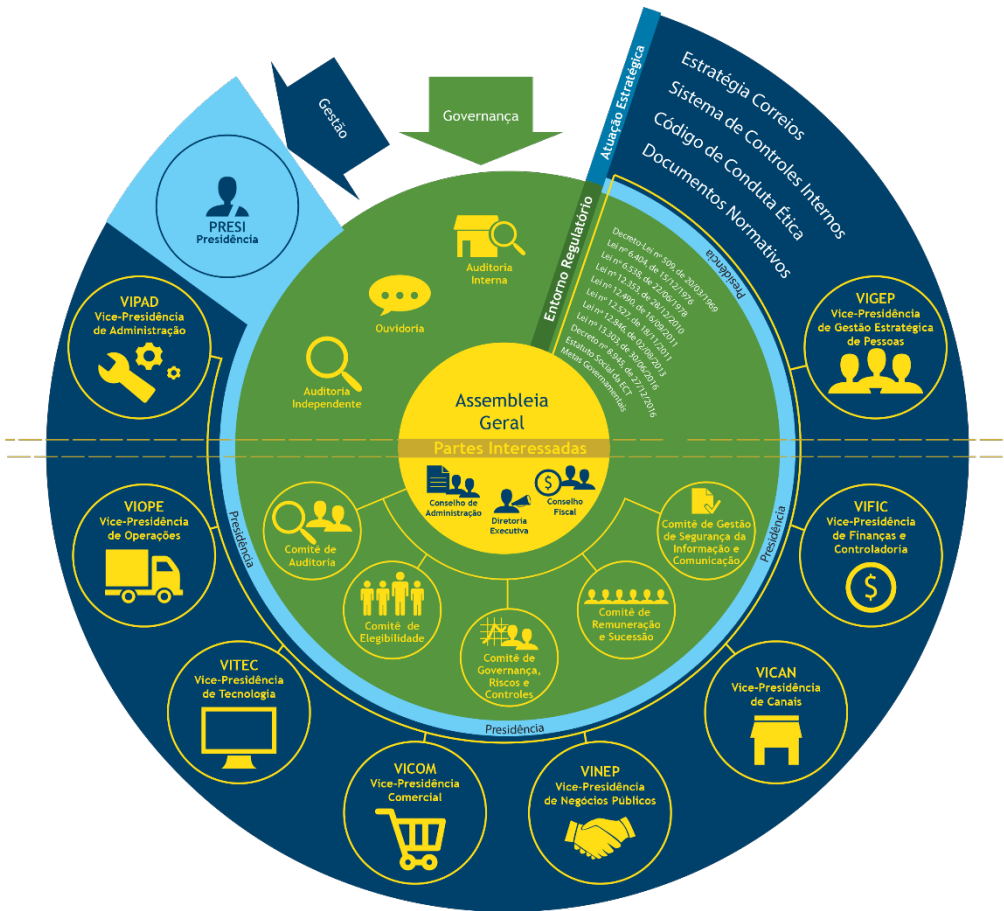 Gestão
Governança
Atuação Estratégica
Estratégia Correios
Sistema de Controles Internos
Código de Conduta Ética
Documentos Normativos
PRESI
Presidência
Auditoria
Interna
Ouvidoria
Auditoria
Independente
Entorno Regulatório
Decreto-Lei nº 509, de 20/03/1969
Lei nº 6.404, de 15/12/1976
Lei nº 6.538, de 22/06/1978
Lei nº 12.353, de 28/12/2010
Lei nº 12.490, de 16/09/2011
Lei nº 12.527, de 18/11/2011
Lei nº 12.846, de 02/08/2013
Lei nº 13.303, de 30/06/2016
Decreto nº 8.945, de 27/12/2016
Estatuto Social da ECT
Metas Governamentais
Presidência
VIPAD
Vice-Presidência
de Administração
VIGEP
Vice-Presidência
de Gestão Estratégica
de Pessoas
Assembleia
Geral
Partes Interessadas
Conselho de
Administração
Diretoria
Executiva
Conselho
Fiscal
VIOPE
Vice-Presidência
de Operações
Presidência
Comitê de
Auditoria
Comitê de
Elegibilidade
Comitê de
Governança,
Riscos e
Controles
Comitê de
Remuneração
e Sucessão
Comitê de Gestão
de Segurança da
Informação e
Comunicação
Presidência
VIFIC
Vice-Presidência
de Finanças e
Controladoria
VITEC
Vice-Presidência
de Tecnologia
Presidência
VICAN
Vice-Presidência
de Canais
VICOM
Vice-Presidência
Comercial
VINEP
Vice-Presidência
de Negócios Públicos